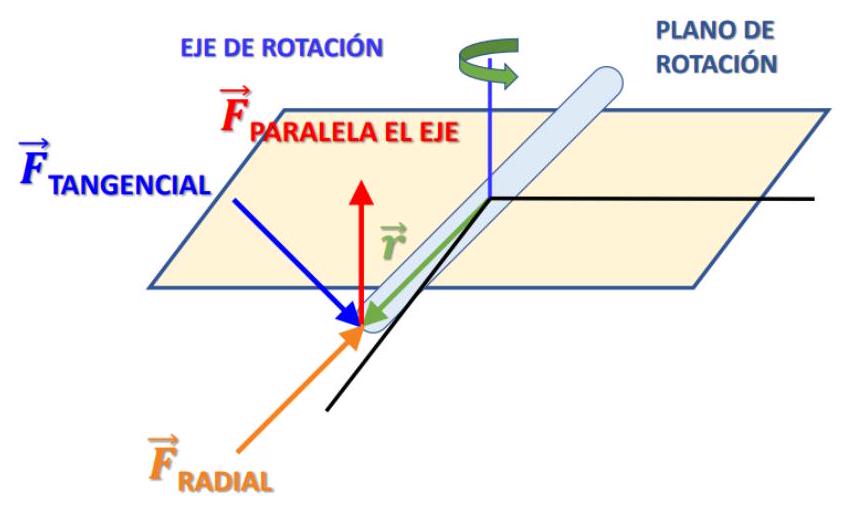 EJE DE ROTACIÓN
PLANO DE
ROTACIÓN
F⃗ PARALELA EL EJE
F⃗ TANGENCIAL
r⃗
F⃗ RADIAL